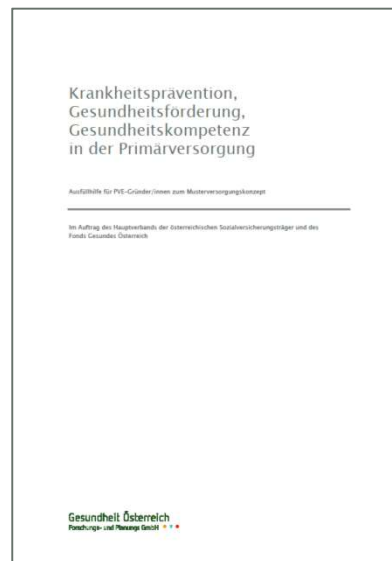 Krankheitsprävention,
Gesundheitsförderung,
Gesundheitskompetenz
in der Primärversorgung
Ausfüllhilfe für PVE-Gründer/innen zum Musterversorgungskonzept
Im Auftrag des Hauptverbands der österreichischen Sozialversicherungsträger und des
Fonds Gesundes Österreich
Gesundheit Österreich
Forschungs- und Planungs GmbH